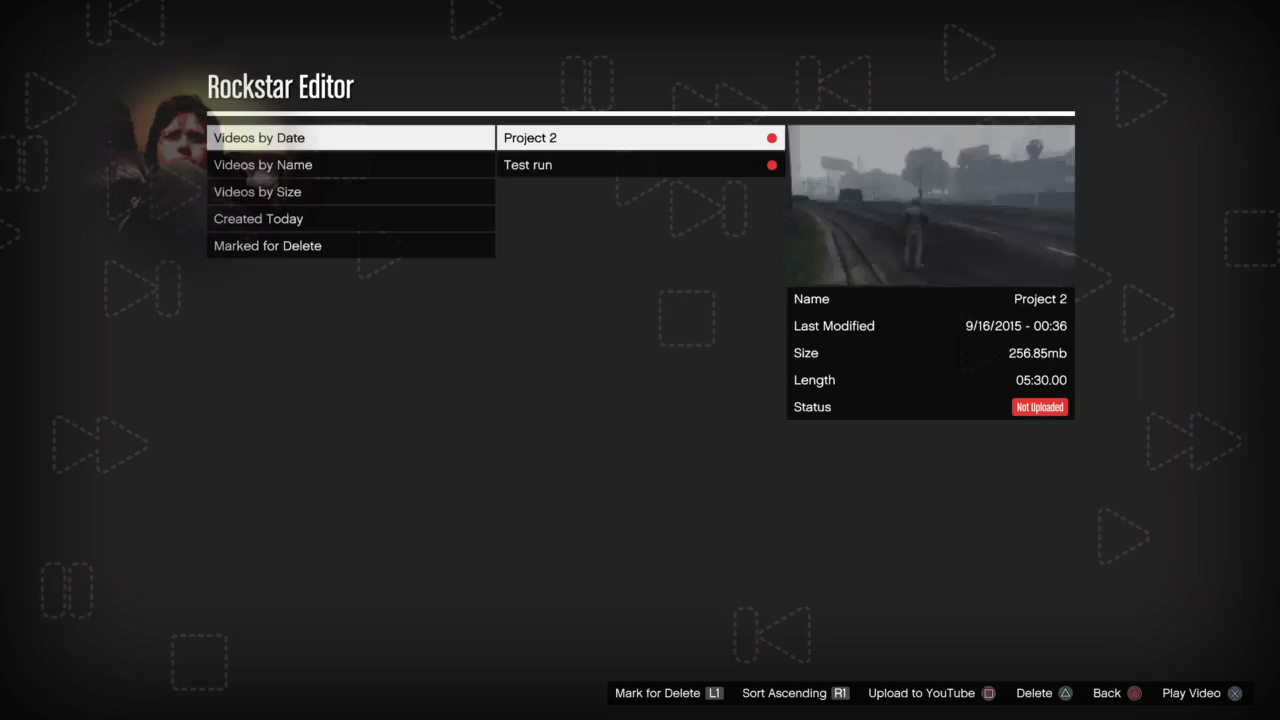 Rockstar Editor
Videos by Date
Videos by Name
Videos by Size
Created Today
Marked for Delete
Project 2
Test run
Name Project 2
Last Modified 9/16/2015 - 00:36
Size 256.85mb
Length 05:30.00
Status Not Uploaded
Mark for Delete L1 Sort Ascending R1 Upload to YouTube Delete Back Play Video